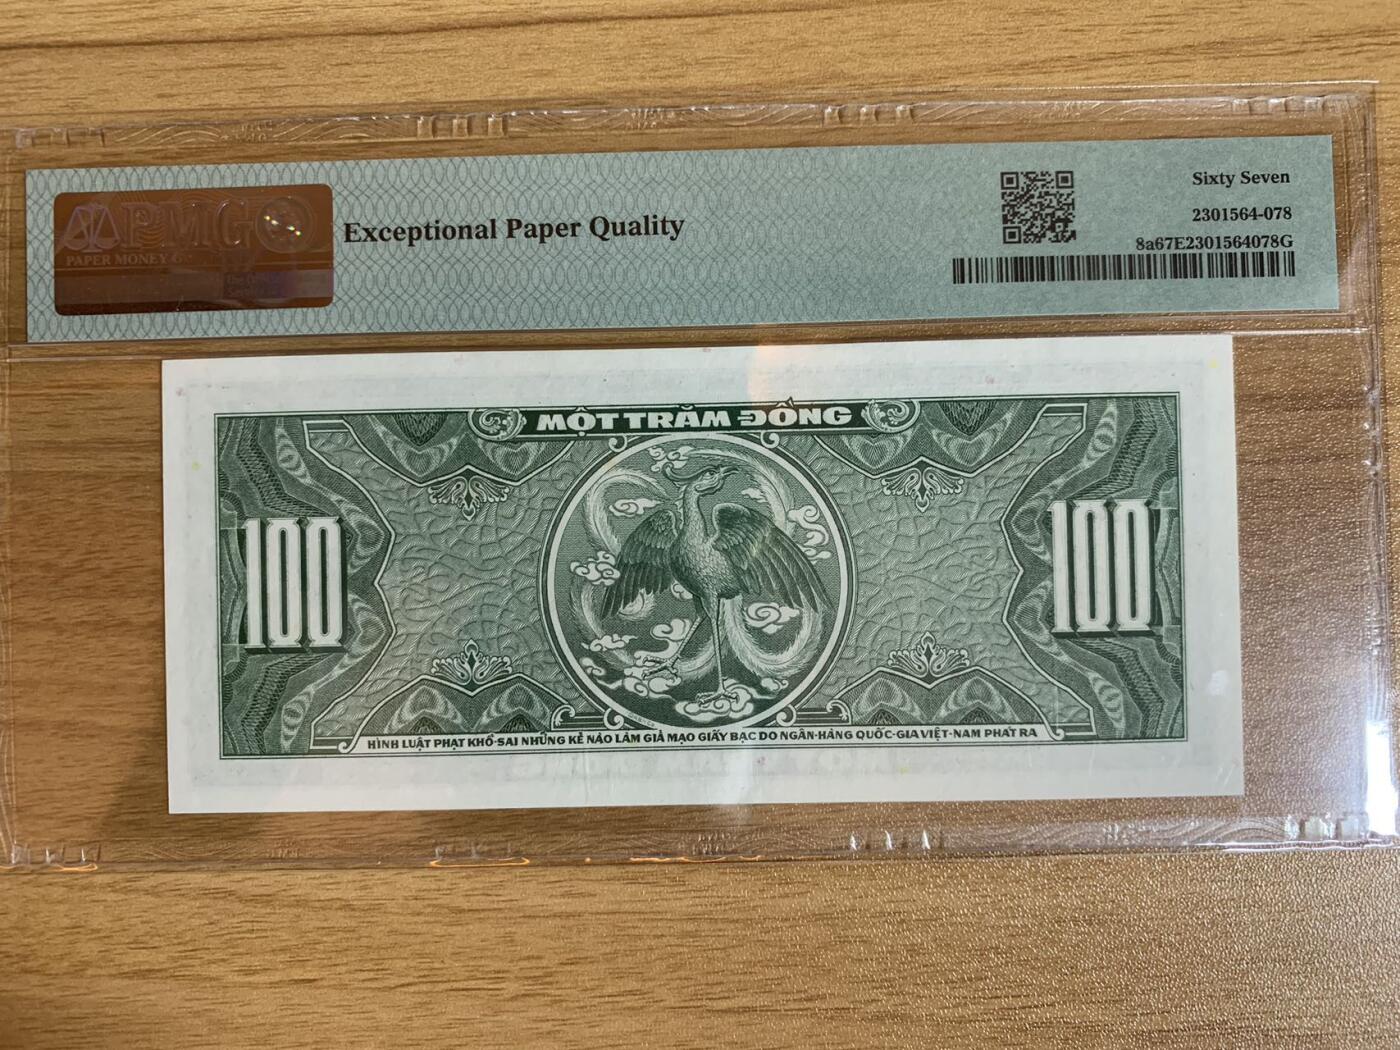 PMG
PAPER MONEY G
Exceptional Paper Quality
Sixty Seven
2301564-078
8a67E2301564078G
MỘT TRĂM ĐỒNG
100
100
HÌNH LUẬT PHẠT KHỔ-SAI NHỮNG KẺ NÀO LÀM GIẢ MẠO GIẤY BẠC DO NGÂN-HÀNG QUỐC-GIA VIỆT-NAM PHÁT RA